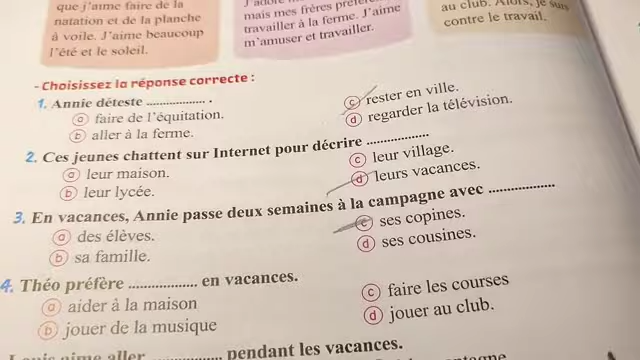 que j'aime faire de la
natation et de la planche
à voile. J'aime beaucoup
l'été et le soleil.
J'adore
mais mes frères
travailler à la ferme. J'aime
m'amuser et travailler.
au club. Alors, je suis
contre le travail.
- Choisissez la réponse correcte :
1. Annie déteste .................. .
ⓐ faire de l'équitation.
ⓑ aller à la ferme.
ⓒ rester en ville.
ⓓ regarder la télévision.
2. Ces jeunes chattent sur Internet pour décrire ..................
ⓐ leur maison.
ⓑ leur lycée.
ⓒ leur village.
ⓓ leurs vacances.
3. En vacances, Annie passe deux semaines à la campagne avec ..................
ⓐ des élèves.
ⓑ sa famille.
ⓒ ses copines.
ⓓ ses cousines.
4. Théo préfère .................. en vacances.
ⓐ aider à la maison
ⓑ jouer de la musique
ⓒ faire les courses
ⓓ jouer au club.
Louis aime aller .................. pendant les vacances.